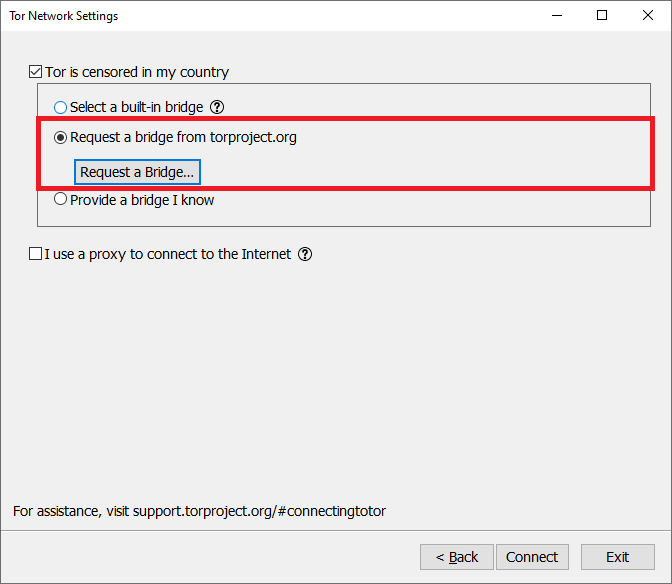 Tor Network Settings
Tor is censored in my country
Select a built-in bridge ?
Request a bridge from torproject.org
Request a Bridge...
Provide a bridge I know
I use a proxy to connect to the Internet ?
For assistance, visit support.torproject.org/#connectingtotor
< Back Connect Exit